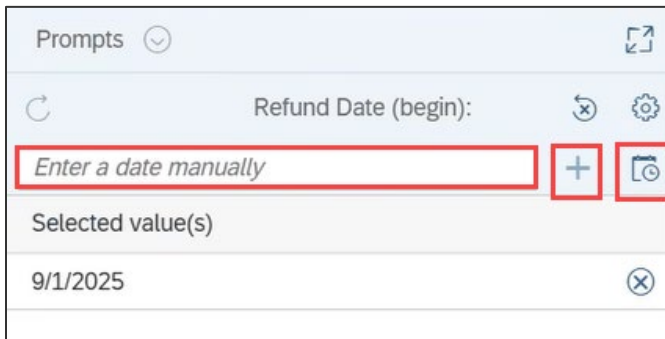 Prompts
Refund Date (begin):
Enter a date manually
Selected value(s)
9/1/2025